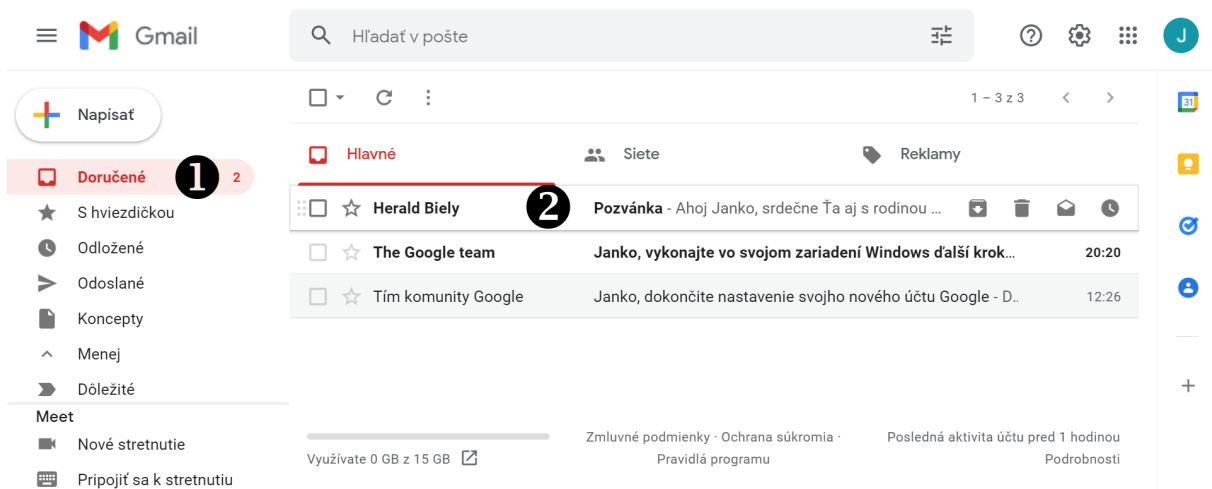 Gmail
Hľadať v pošte
J
Napísať
1 – 3 z 3
31
Hlavné
Siete
Reklamy
Doručené 1 2
S hviezdičkou
Odložené
Odoslané
Koncepty
Menej
Dôležité
Herald Biely 2 Pozvánka - Ahoj Janko, srdečne Ťa aj s rodinou ...
The Google team Janko, vykonajte vo svojom zariadení Windows ďalší krok... 20:20
Tím komunity Google Janko, dokončite nastavenie svojho nového účtu Google - D.. 12:26
Meet
Nové stretnutie
Pripojiť sa k stretnutiu
Využívate 0 GB z 15 GB
Zmluvné podmienky · Ochrana súkromia ·
Pravidlá programu
Posledná aktivita účtu pred 1 hodinou
Podrobnosti